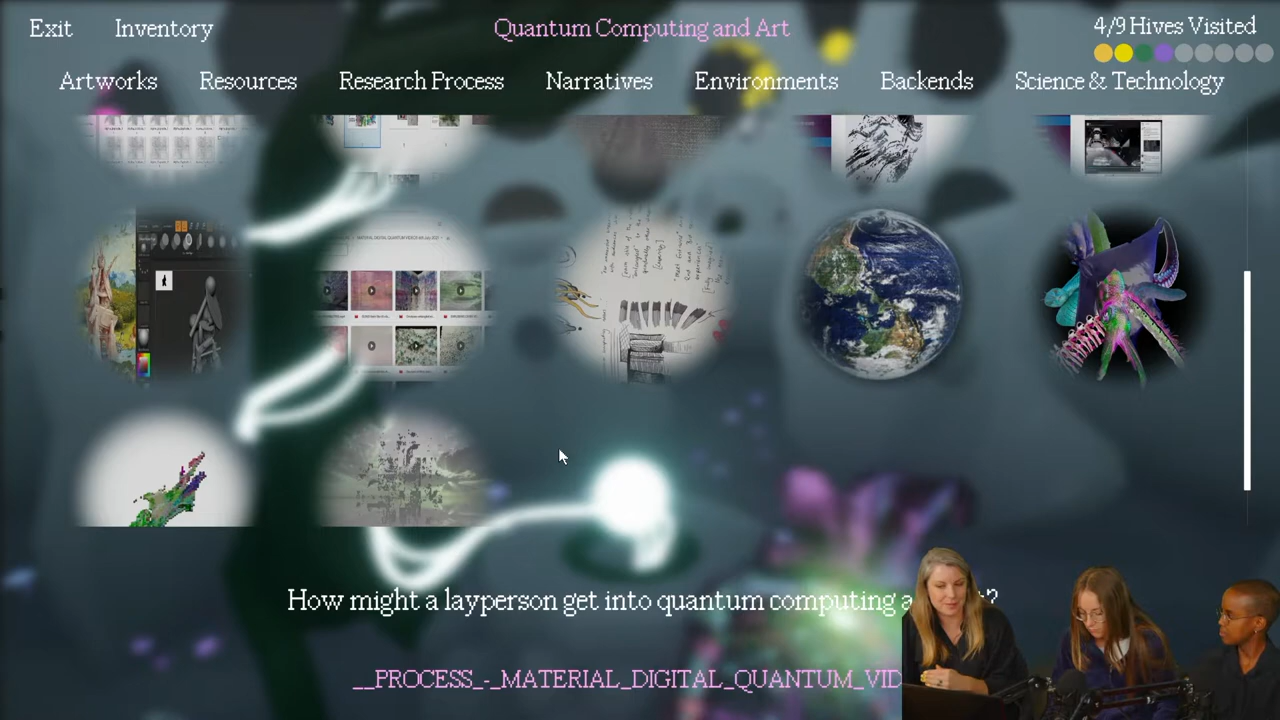 Exit Inventory Quantum Computing and Art 4/9 Hives Visited
Artworks Resources Research Process Narratives Environments Backends Science & Technology
How might a layperson get into quantum computing a ?
__PROCESS_-_MATERIAL_DIGITAL_QUANTUM_VID